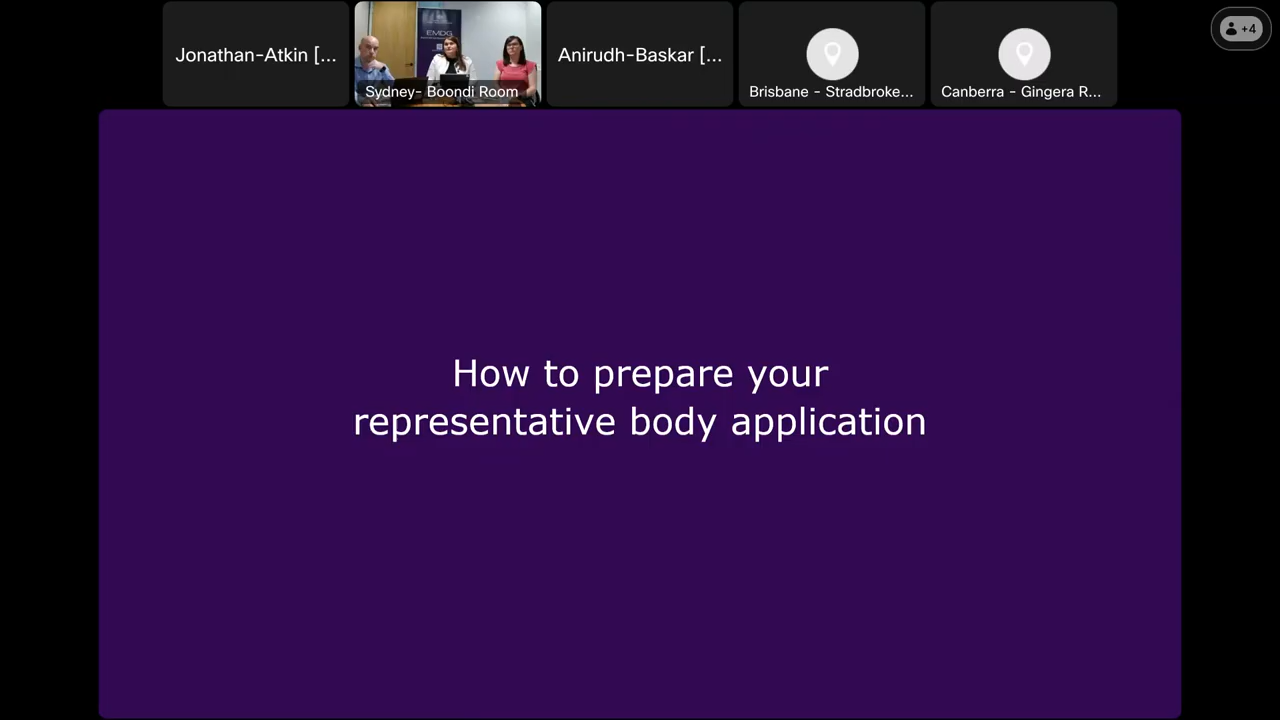 Jonathan-Atkin [...
EMDG
Sydney- Boondi Room
Anirudh-Baskar [...
Brisbane - Stradbroke...
Canberra - Gingera R...
+4
How to prepare your
representative body application